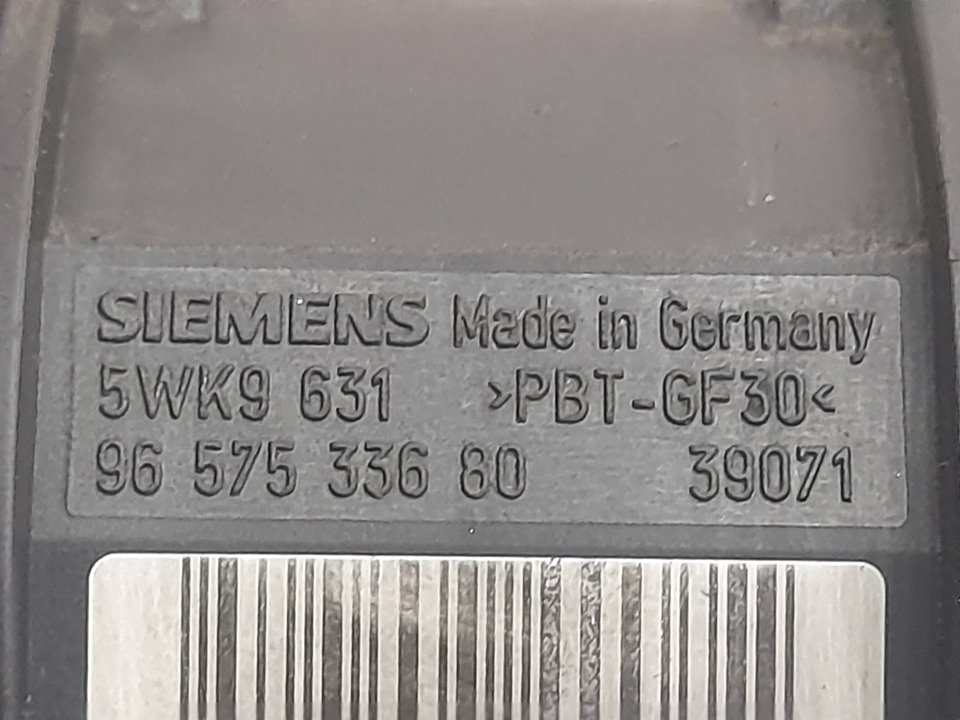 SIEMENS Made in Germany
5WK9 631 >PBT-GF30<
96 575 336 80 39071